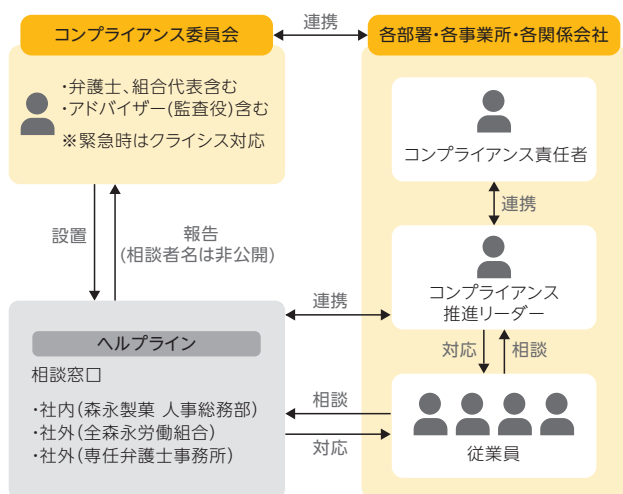 コンプライアンス委員会
・弁護士、組合代表含む
・アドバイザー(監査役)含む
※緊急時はクライシス対応
連携
各部署・各事業所・各関係会社
コンプライアンス責任者
連携
コンプライアンス
推進リーダー
設置
報告
(相談者名は非公開)
連携
対応
相談
ヘルプライン
相談窓口
・社内(森永製菓 人事総務部)
・社外(全森永労働組合)
・社外(専任弁護士事務所)
相談
対応
従業員